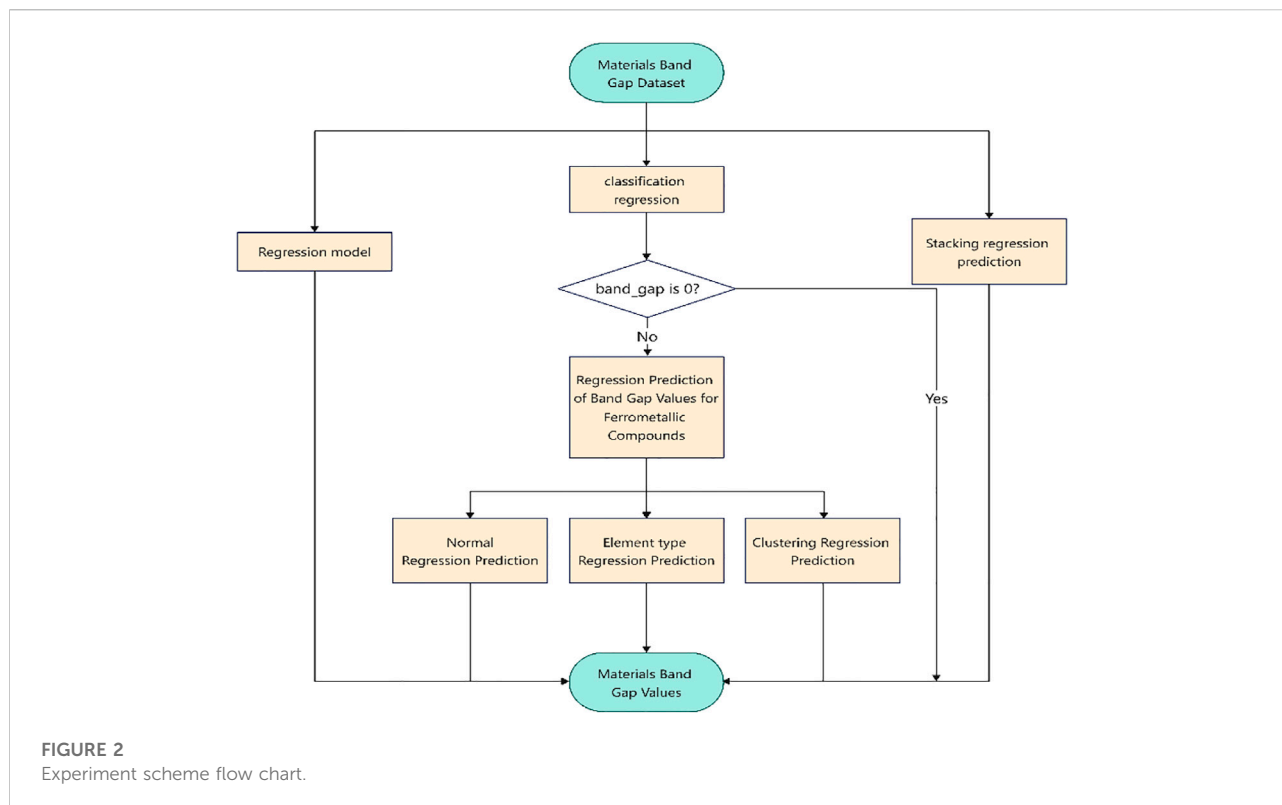 Materials Band
Gap Dataset
classification
regression
Regression model
Stacking regression
prediction
band_gap is 0?
No
Yes
Regression Prediction
of Band Gap Values for
Ferrometallic
Compounds
Normal
Regression Prediction
Element type
Regression Prediction
Clustering Regression
Prediction
Materials Band
Gap Values
FIGURE 2
Experiment scheme flow chart.